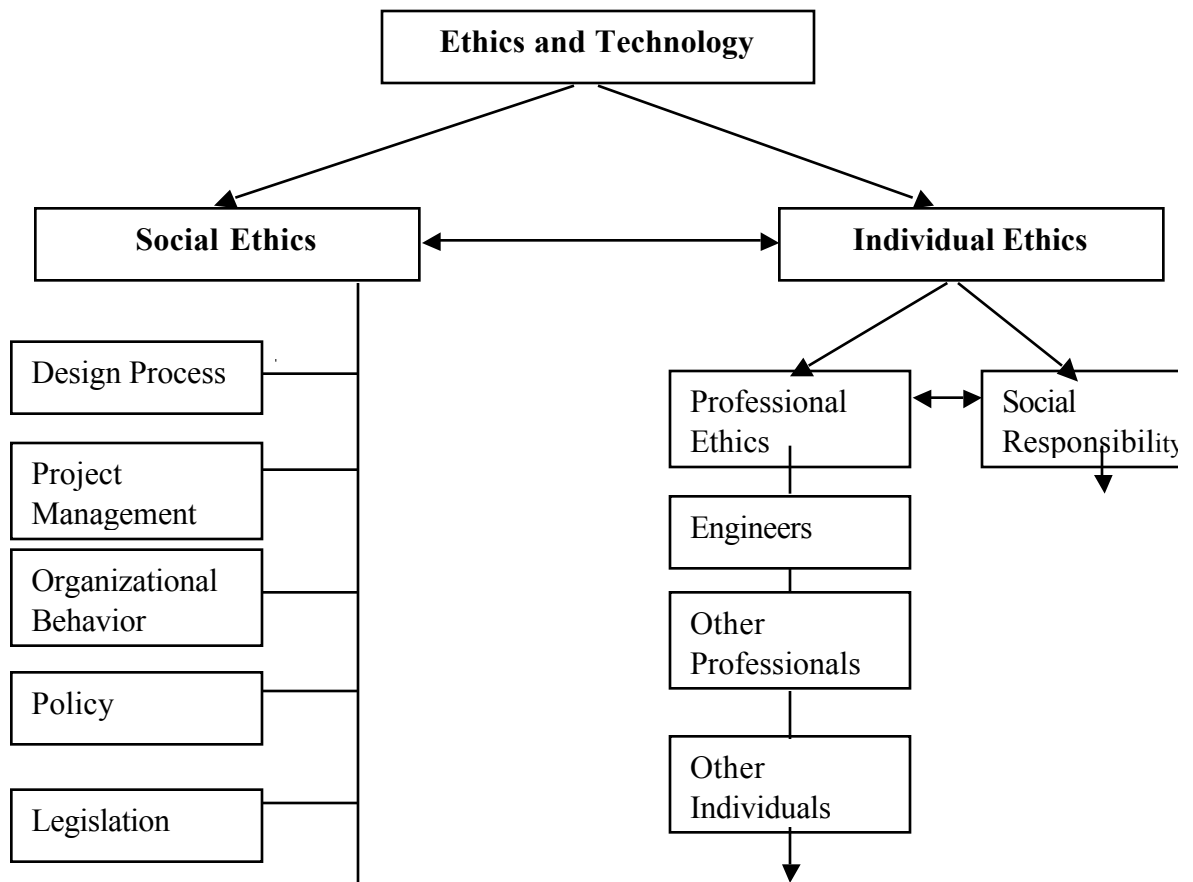 Ethics and Technology
Social Ethics
Individual Ethics
Design Process
Project
Management
Organizational
Behavior
Policy
Legislation
Professional
Ethics
Social
Responsibility
Engineers
Other
Professionals
Other
Individuals